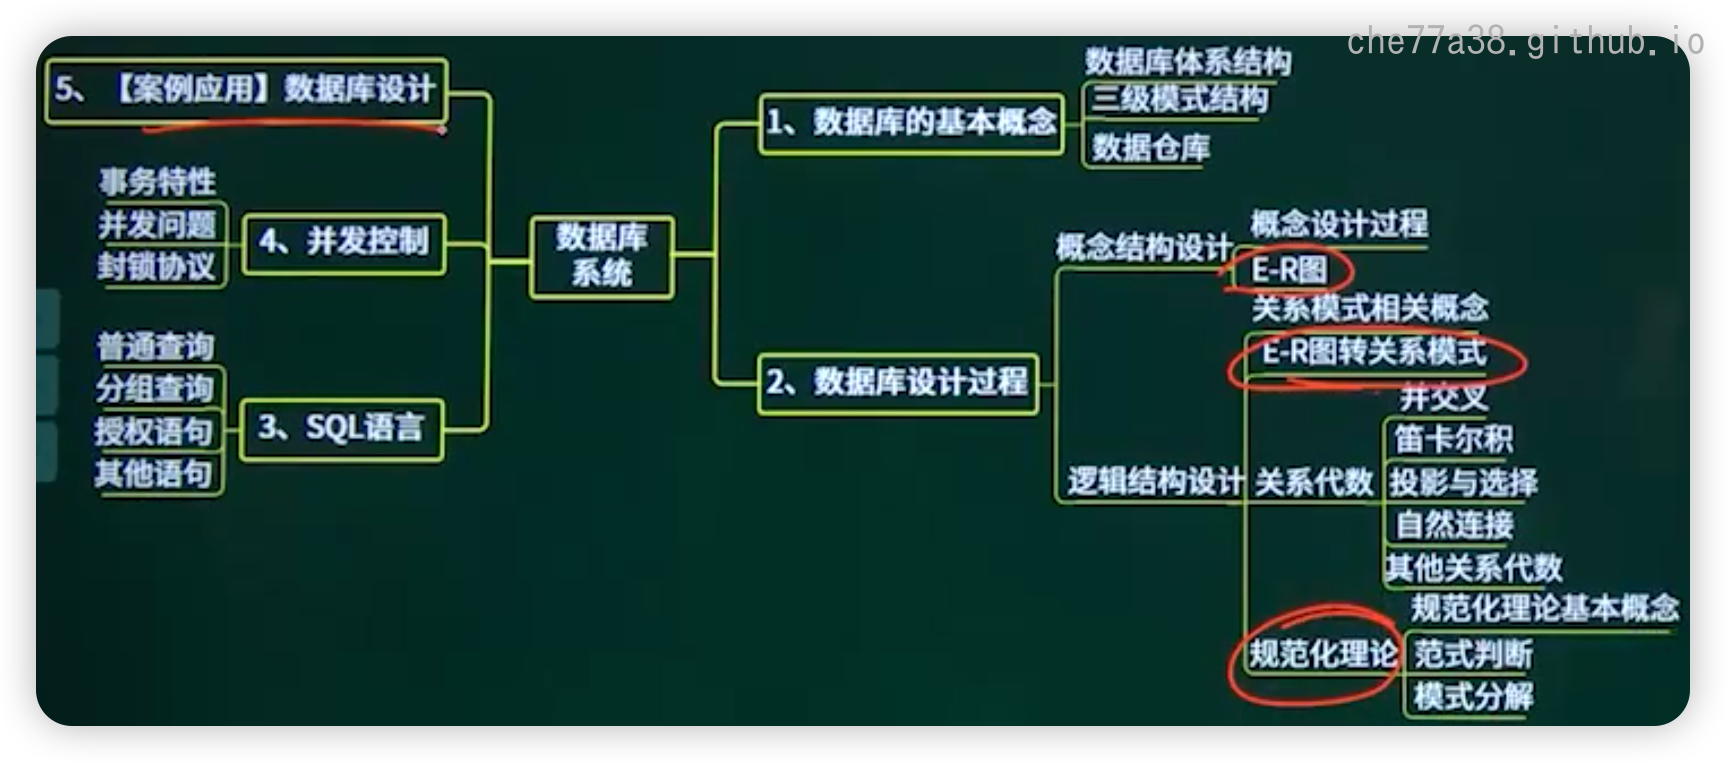 che77a38.github.io
5、【案例应用】数据库设计
事务特性
并发问题
封锁协议
4、并发控制
普通查询
分组查询
授权语句
其他语句
3、SQL语言
数据库
系统
1、数据库的基本概念
数据库体系结构
三级模式结构
数据仓库
2、数据库设计过程
概念结构设计
概念设计过程
E-R图
逻辑结构设计
关系模式相关概念
E-R图转关系模式
关系代数
并交叉
笛卡尔积
投影与选择
自然连接
其他关系代数
规范化理论
规范化理论基本概念
范式判断
模式分解